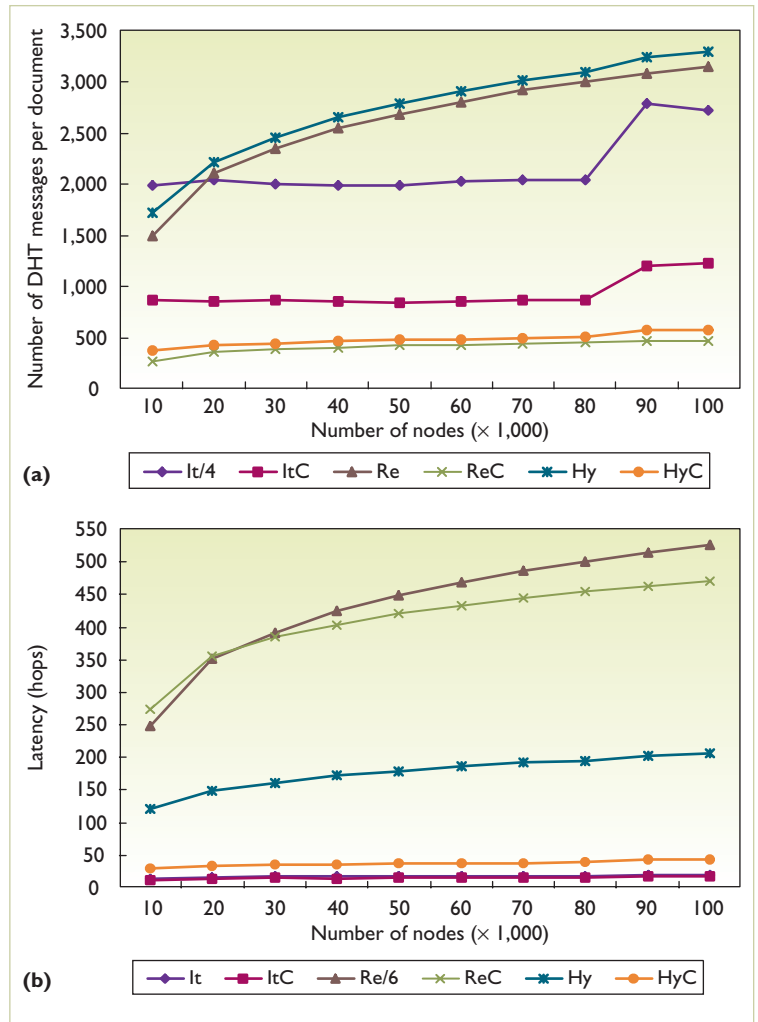 3,500
3,000
2,500
2,000
1,500
1,000
500
0
Number of DHT messages per document
10 20 30 40 50 60 70 80 90 100
Number of nodes (× 1,000)
(a)
It/4 ItC Re ReC Hy HyC
550
500
450
400
350
300
250
200
150
100
50
0
Latency (hops)
10 20 30 40 50 60 70 80 90 100
Number of nodes (× 1,000)
(b)
It ItC Re/6 ReC Hy HyC